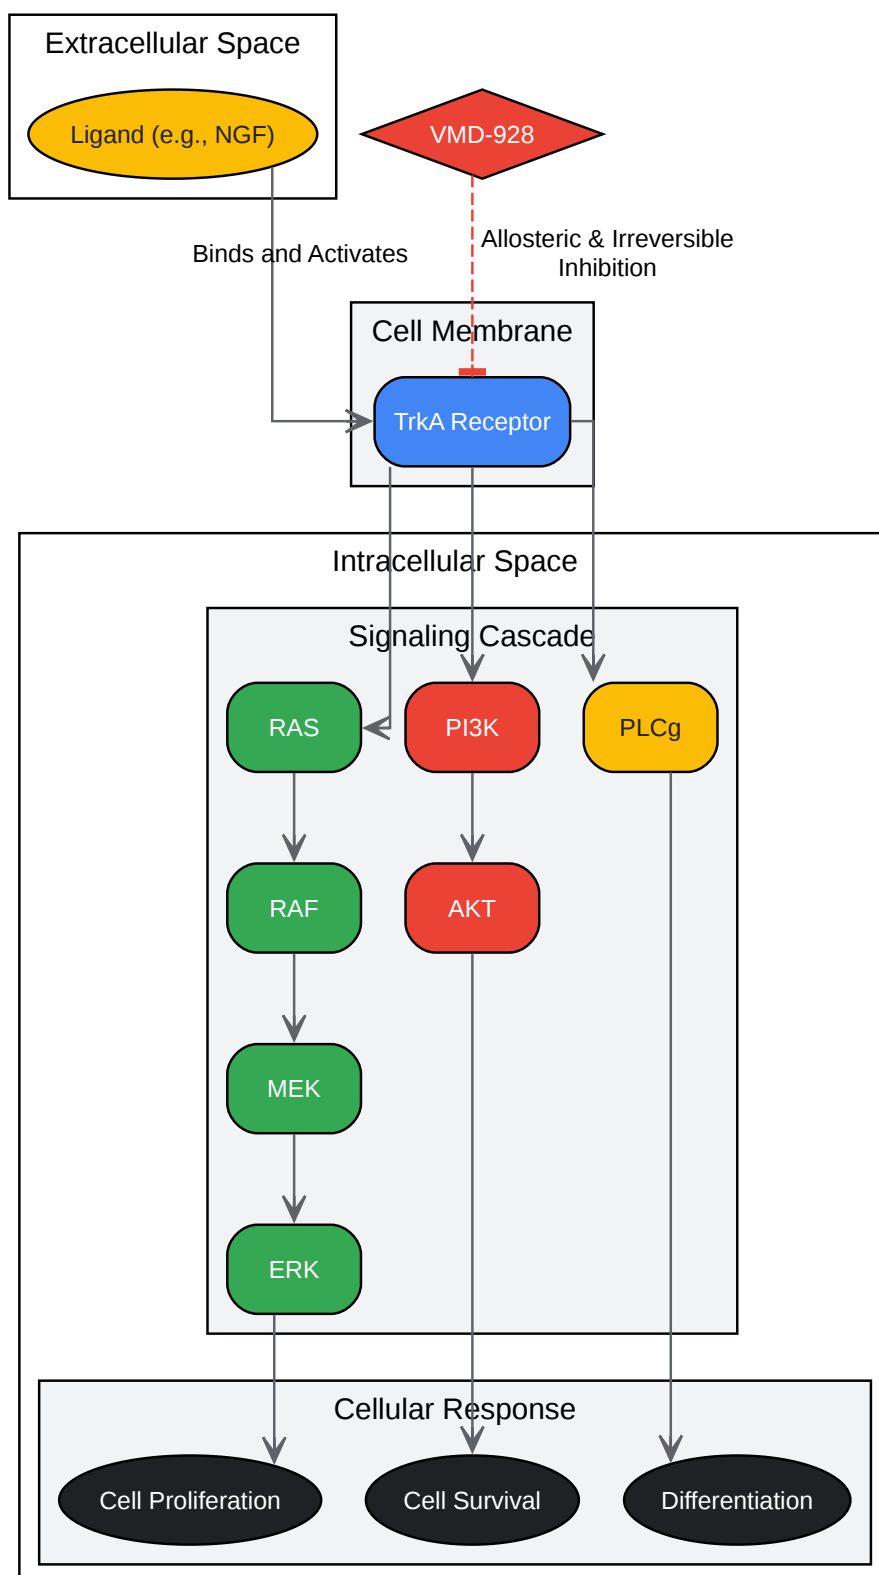 Extracellular Space
Ligand (e.g., NGF)
VMD-928
Binds and Activates
Allosteric & Irreversible
Inhibition
Cell Membrane
TrkA Receptor
Intracellular Space
Signaling Cascade
RAS
PI3K
PLCg
RAF
AKT
MEK
ERK
Cellular Response
Cell Proliferation
Cell Survival
Differentiation